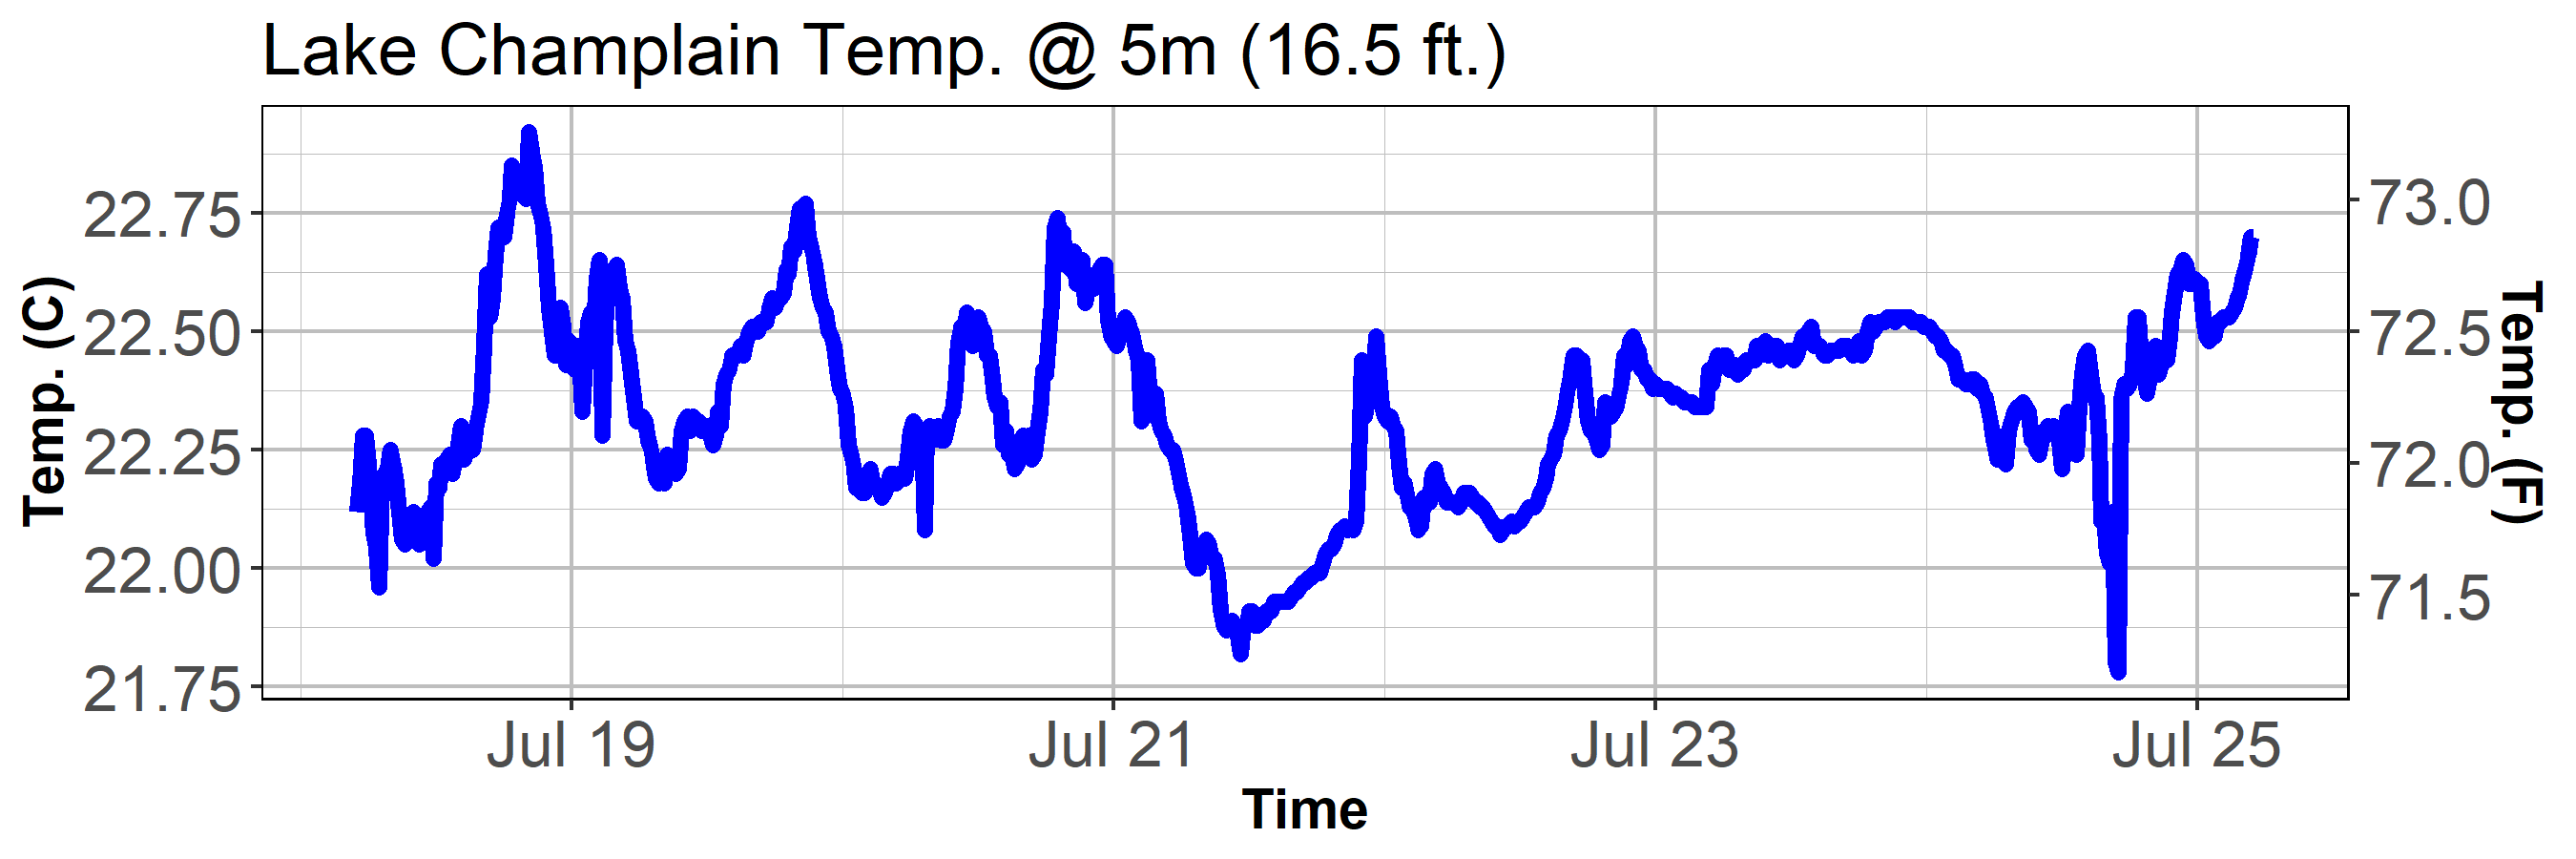 Lake Champlain Temp. @ 5m (16.5 ft.)
Temp. (C)
22.75
22.50
22.25
22.00
21.75
73.0
72.5
72.0
71.5
Temp. (F)
Jul 19 Jul 21 Jul 23 Jul 25
Time